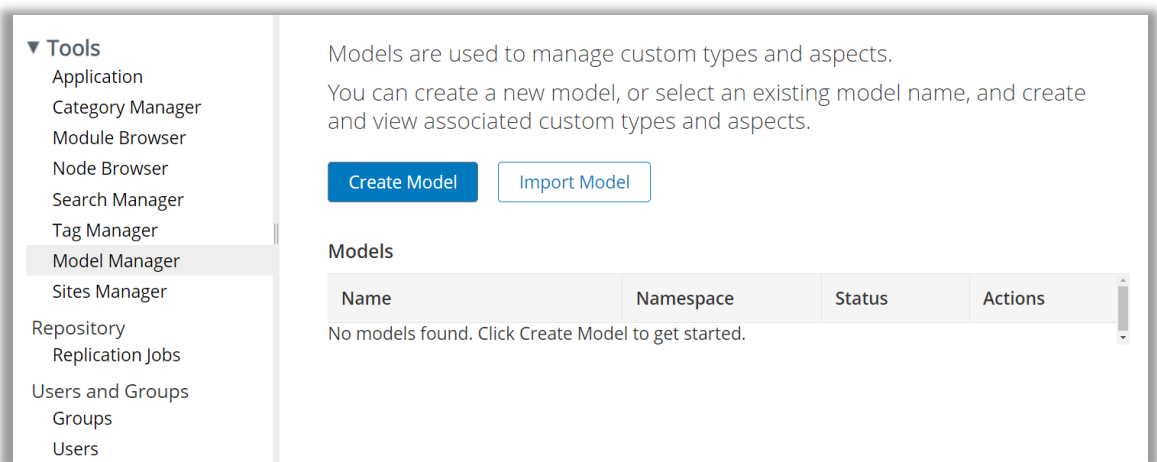 Tools
Application
Category Manager
Module Browser
Node Browser
Search Manager
Tag Manager
Model Manager
Sites Manager
Repository
Replication Jobs
Users and Groups
Groups
Users
Models are used to manage custom types and aspects.
You can create a new model, or select an existing model name, and create
and view associated custom types and aspects.
Create Model
Import Model
Models
Name Namespace Status Actions
No models found. Click Create Model to get started.